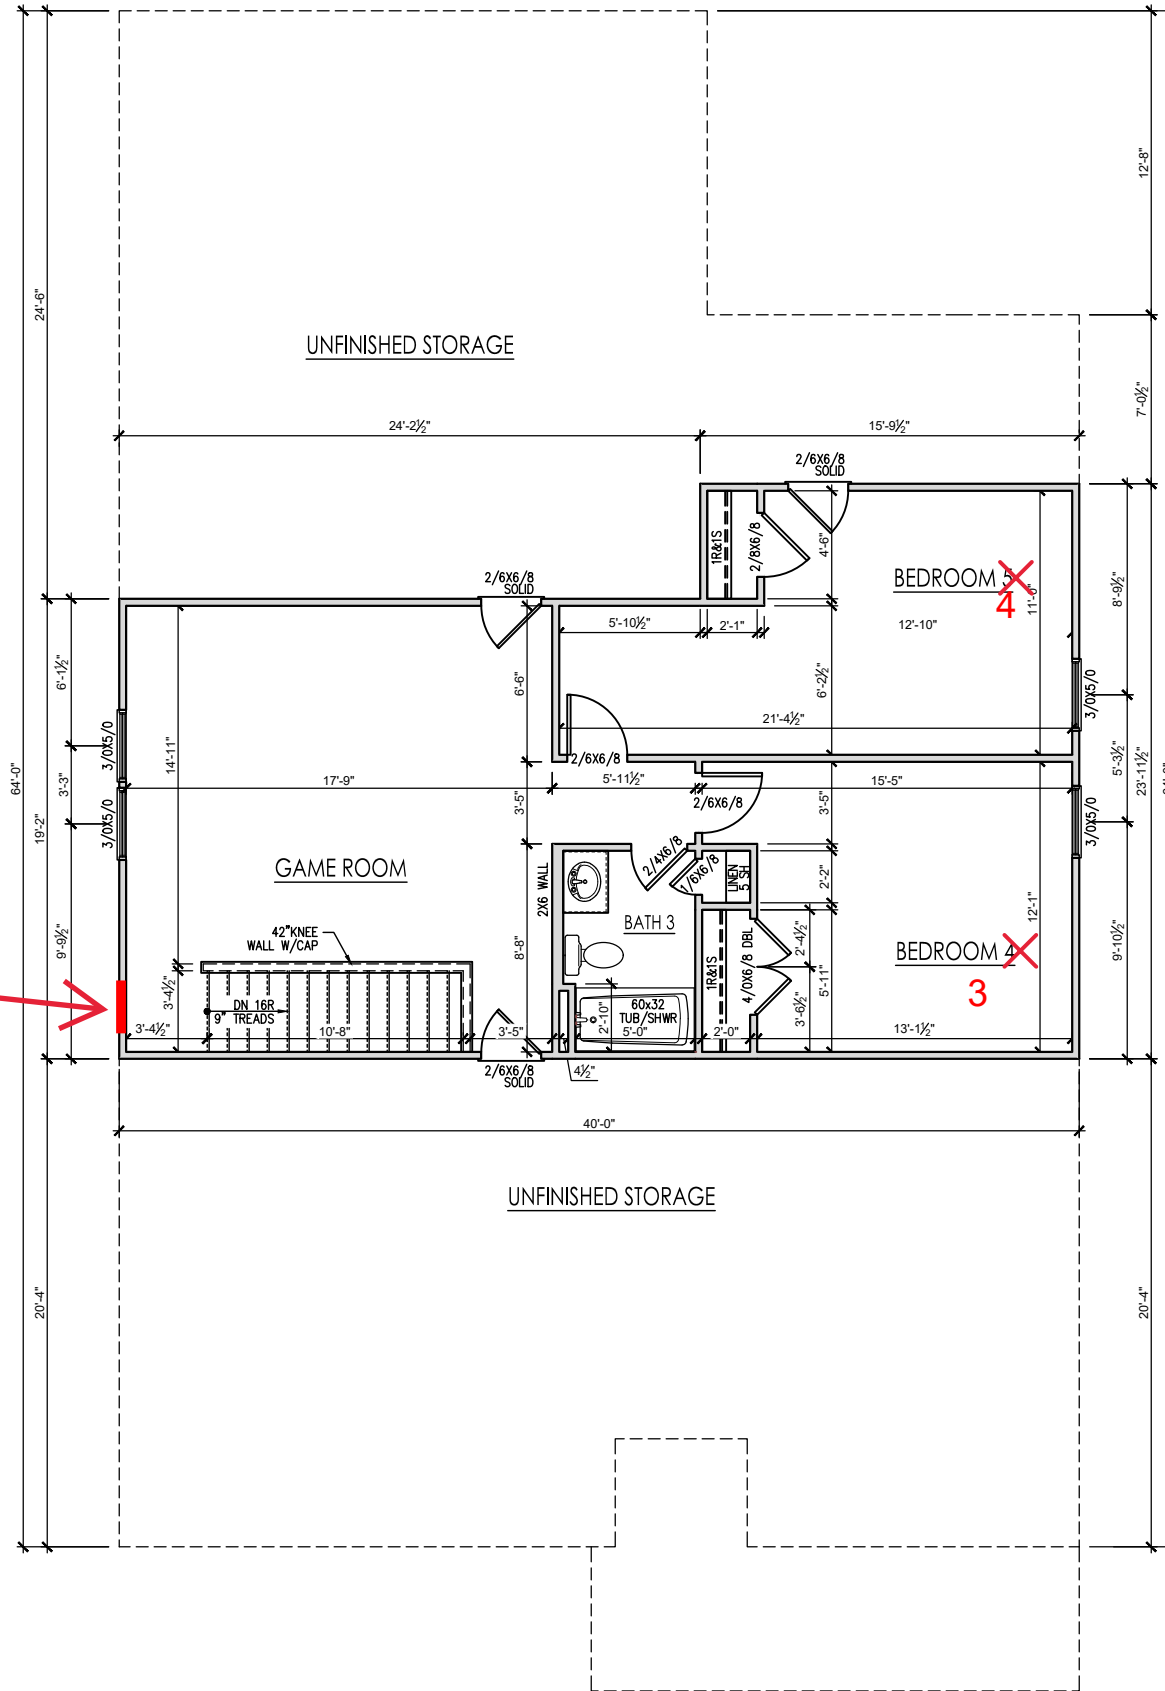 12'-8"
24'-6"
UNFINISHED STORAGE
7'-0½"
24'-2½"
15'-9½"
2/6X6/8
SOLID
1R&1S
2/8X6/8
4'-6"
BEDROOM 5
4
11'-6"
8'-9½"
2/6X6/8
SOLID
5'-10½"
2'-1"
12'-10"
6'-1½"
6'-6"
6'-2½"
3/0X5/0
21'-4½"
14'-11"
3/0X5/0
2/6X6/8
5'-3½"
64'-0"
3'-3"
17'-9"
5'-11½"
15'-5"
23'-11½"
19'-2"
3/0X5/0
3'-5"
2/6X6/8
3'-5"
3/0X5/0
GAME ROOM
2X6 WALL
2/4X6/8
1/6X6/8
LINEN
5 SH
2'-2"
12'-1"
BATH 3
42"KNEE
WALL W/CAP
9'-9½"
8'-8"
1R&1S
4/0X6/8 DBL
2'-4½"
5'-11"
BEDROOM 4
3
9'-10½"
3'-4½"
DN 16R
9" TREADS
2'-10"
60x32
TUB/SHWR
3'-6½"
3'-4½"
10'-8"
3'-5"
5'-0"
2'-0"
13'-1½"
2/6X6/8
SOLID
4½"
40'-0"
UNFINISHED STORAGE
20'-4"
20'-4"